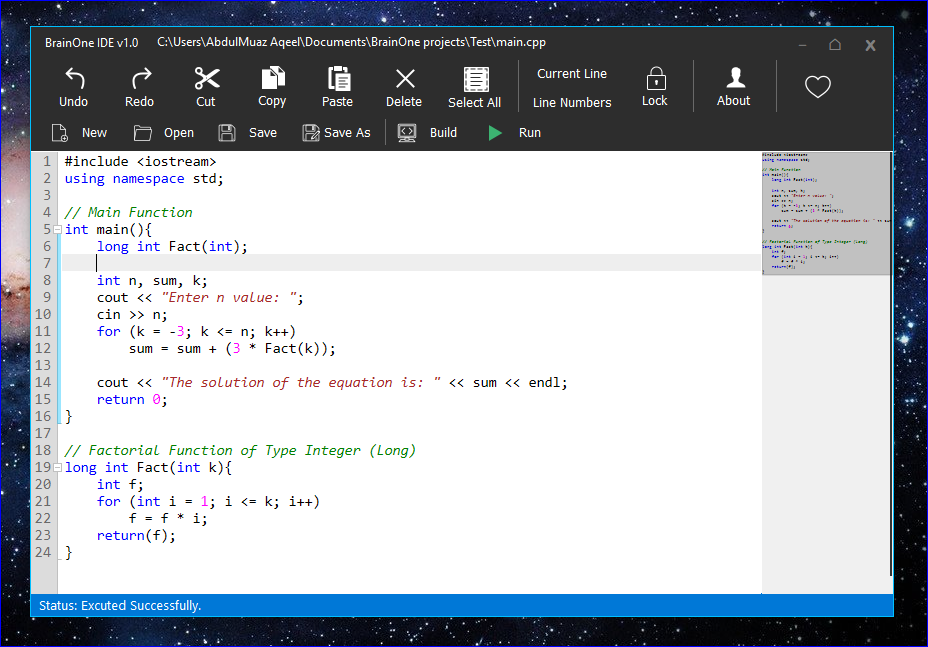 BrainOne IDE v1.0 C:\Users\AbdulMuaz Aqeel\Documents\BrainOne projects\Test\main.cpp
Undo Redo Cut Copy Paste Delete Select All Current Line Line Numbers Lock About
New Open Save Save As Build Run
1 #include <iostream>
2 using namespace std;
3
4 // Main Function
5 int main(){
6     long int Fact(int);
7
8     int n, sum, k;
9     cout << "Enter n value: ";
10     cin >> n;
11     for (k = -3; k <= n; k++)
12         sum = sum + (3 * Fact(k));
13
14     cout << "The solution of the equation is: " << sum << endl;
15     return 0;
16 }
17
18 // Factorial Function of Type Integer (Long)
19 long int Fact(int k){
20     int f;
21     for (int i = 1; i <= k; i++)
22         f = f * i;
23     return(f);
24 }
Status: Excuted Successfully.